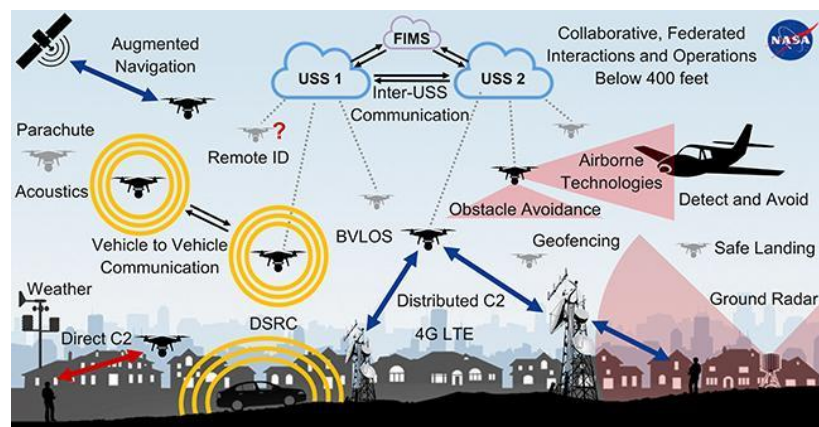 Augmented
Navigation
FIMS
USS 1
USS 2
Inter-USS
Communication
Collaborative, Federated
Interactions and Operations
Below 400 feet
NASA
Parachute
?
Remote ID
Acoustics
Airborne
Technologies
Detect and Avoid
Obstacle Avoidance
Vehicle to Vehicle
Communication
BVLOS
Geofencing
Safe Landing
Weather
Distributed C2
Ground Radar
DSRC
4G LTE
Direct C2